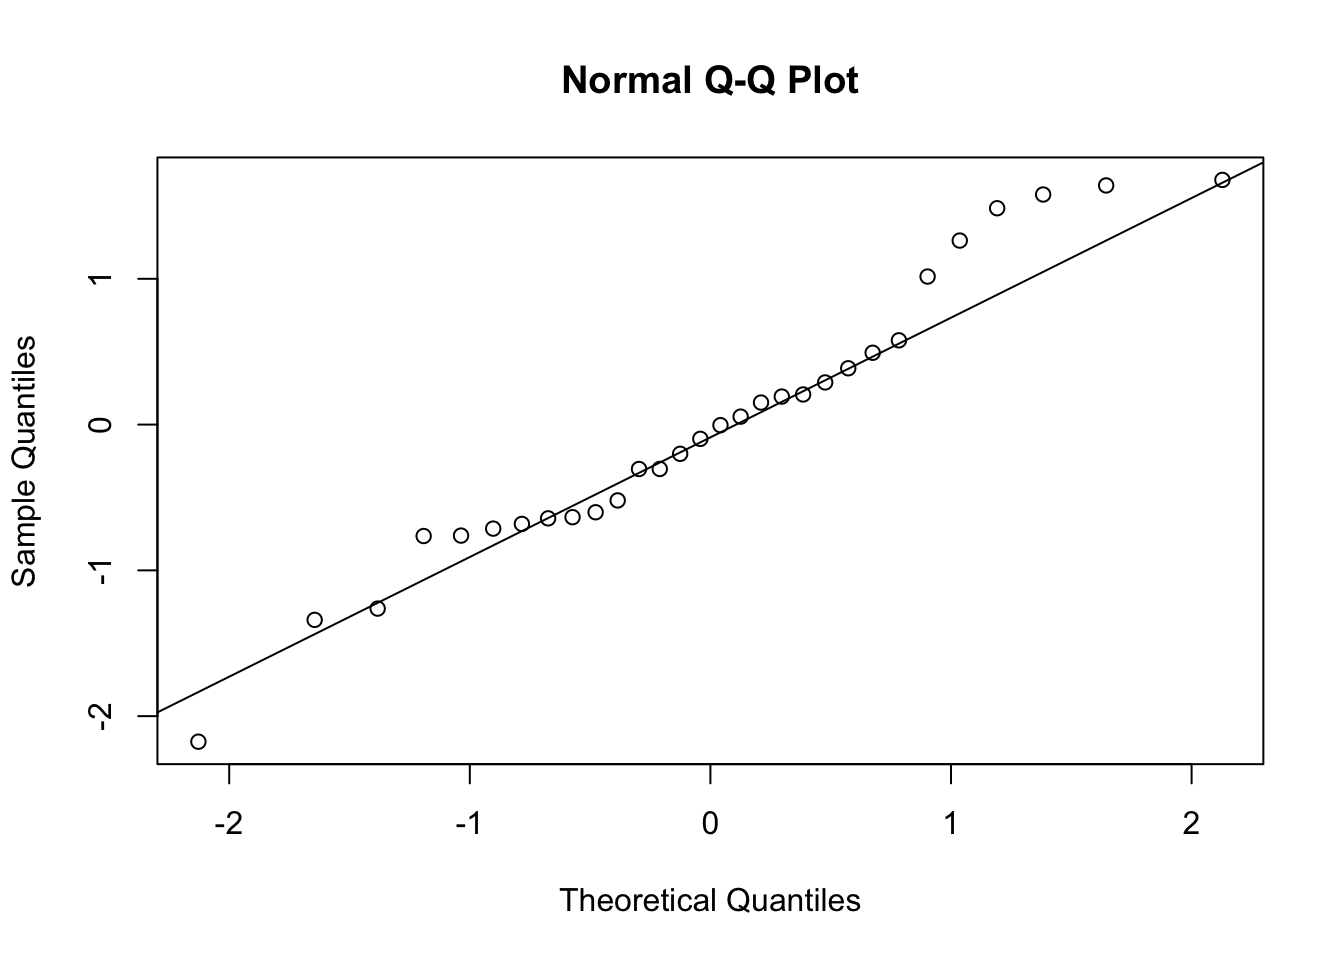 Normal Q-Q Plot
Sample Quantiles
1
0
-1
-2
-2 -1 0 1 2
Theoretical Quantiles